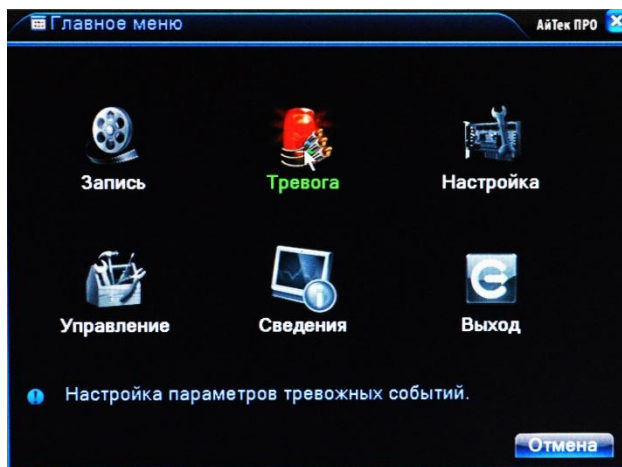 Главное меню
АйТек ПРО
Запись
Тревога
Настройка
Управление
Сведения
Выход
Настройка параметров тревожных событий.
Отмена